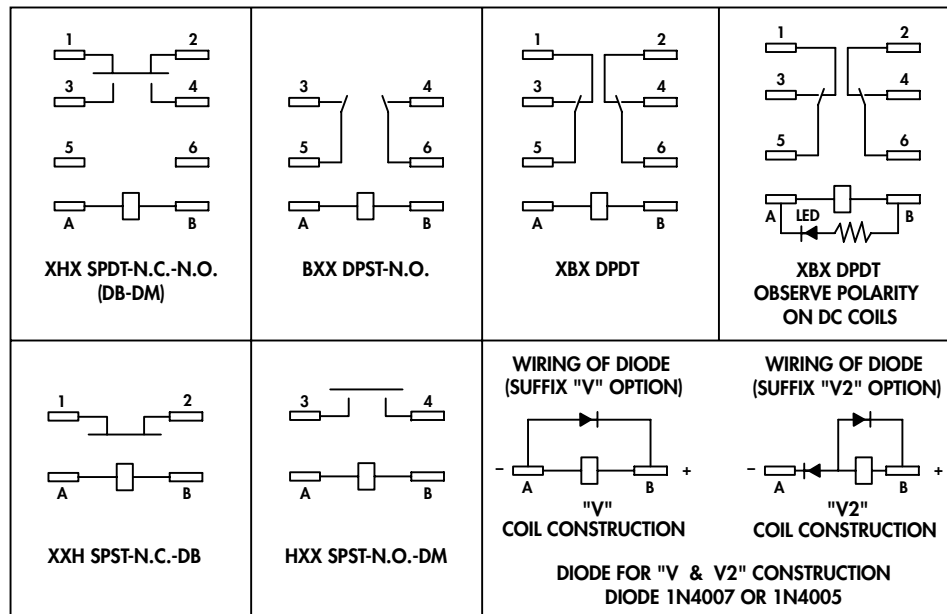 1 2
3 4
5 6
A B
XHX SPDT-N.C.-N.O.
(DB-DM)
3 4
5 6
A B
BXX DPST-N.O.
1 2
3 4
5 6
A B
XBX DPDT
1 2
3 4
5 6
A LED B
XBX DPDT
OBSERVE POLARITY
ON DC COILS
1 2
A B
XXH SPST-N.C.-DB
3 4
A B
HXX SPST-N.O.-DM
WIRING OF DIODE
(SUFFIX "V" OPTION)
– +
A B
"V"
COIL CONSTRUCTION
WIRING OF DIODE
(SUFFIX "V2" OPTION)
– +
A B
"V2"
COIL CONSTRUCTION
DIODE FOR "V & V2" CONSTRUCTION
DIODE 1N4007 OR 1N4005